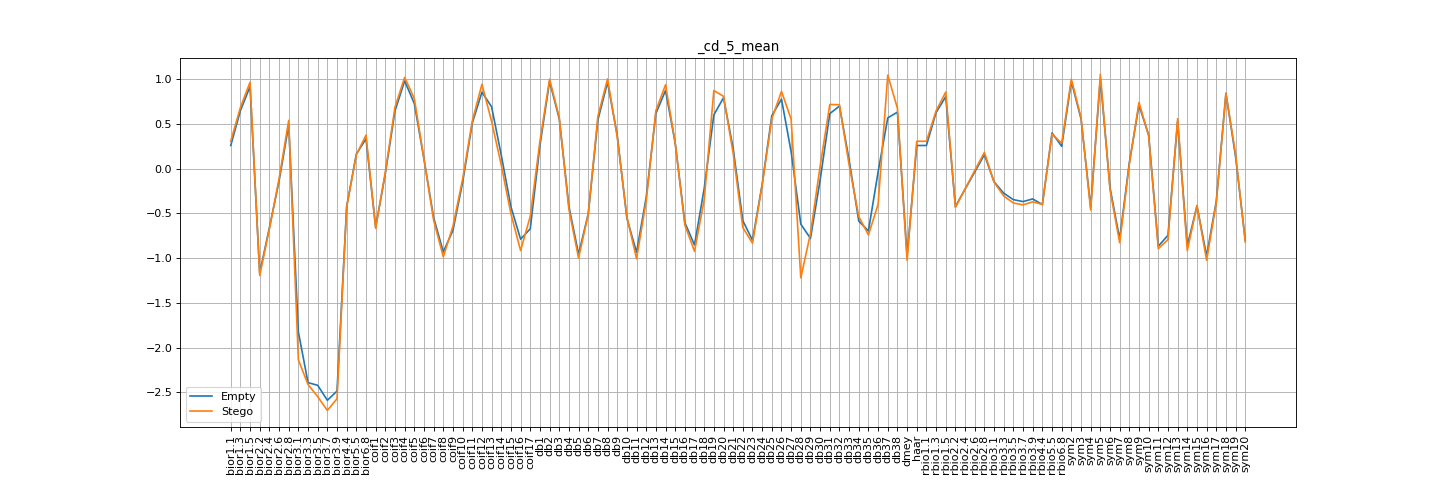 _cd_5_mean
1.0
0.5
0.0
−0.5
−1.0
−1.5
−2.0
−2.5
Empty
Stego
bior1.1
bior1.3
bior1.5
bior2.2
bior2.4
bior2.6
bior2.8
bior3.1
bior3.3
bior3.5
bior3.7
bior3.9
bior4.4
bior5.5
bior6.8
coif1
coif2
coif3
coif4
coif5
coif6
coif7
coif8
coif9
coif10
coif11
coif12
coif13
coif14
coif15
coif16
coif17
db1
db2
db3
db4
db5
db6
db7
db8
db9
db10
db11
db12
db13
db14
db15
db16
db17
db18
db19
db20
db21
db22
db23
db24
db25
db26
db27
db28
db29
db30
db31
db32
db33
db34
db35
db36
db37
db38
dmey
haar
rbio1.1
rbio1.3
rbio1.5
rbio2.2
rbio2.4
rbio2.6
rbio2.8
rbio3.1
rbio3.3
rbio3.5
rbio3.7
rbio3.9
rbio4.4
rbio5.5
rbio6.8
sym2
sym3
sym4
sym5
sym6
sym7
sym8
sym9
sym10
sym11
sym12
sym13
sym14
sym15
sym16
sym17
sym18
sym19
sym20